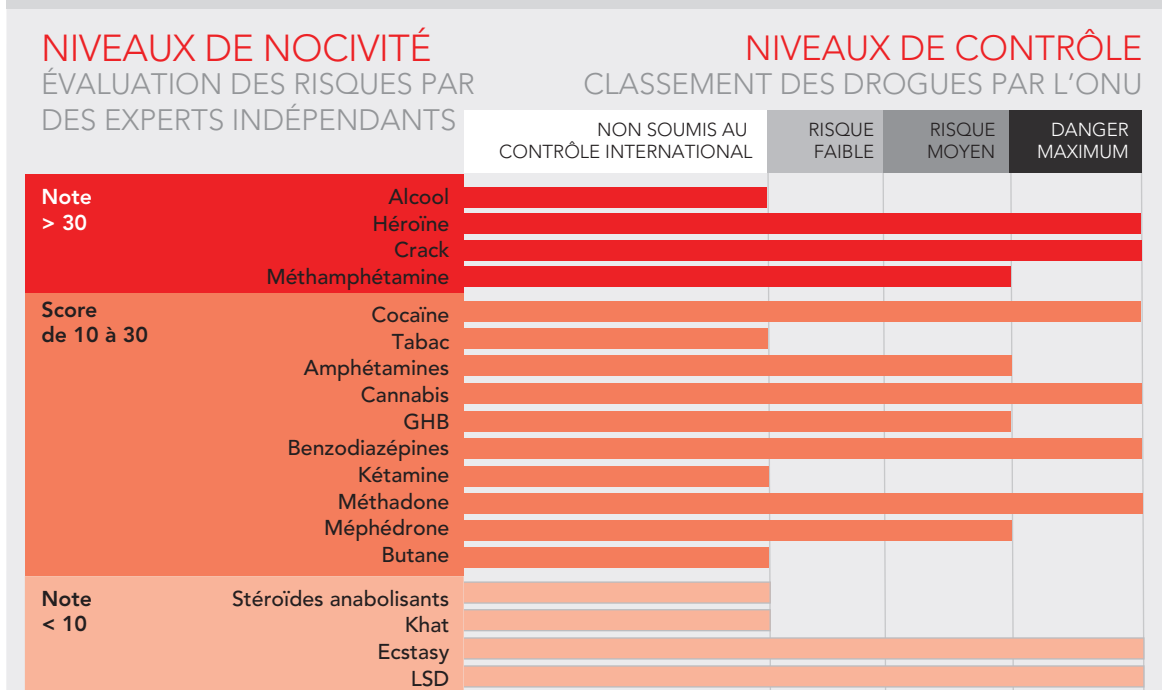 NIVEAUX DE NOCIVITÉ
ÉVALUATION DES RISQUES PAR
DES EXPERTS INDÉPENDANTS
NIVEAUX DE CONTRÔLE
CLASSEMENT DES DROGUES PAR L'ONU
NON SOUMIS AU
CONTRÔLE INTERNATIONAL
RISQUE
FAIBLE
RISQUE
MOYEN
DANGER
MAXIMUM
Note
> 30
Alcool
Héroïne
Crack
Méthamphétamine
Score
de 10 à 30
Cocaïne
Tabac
Amphétamines
Cannabis
GHB
Benzodiazépines
Kétamine
Méthadone
Méphédrone
Butane
Note
< 10
Stéroïdes anabolisants
Khat
Ecstasy
LSD